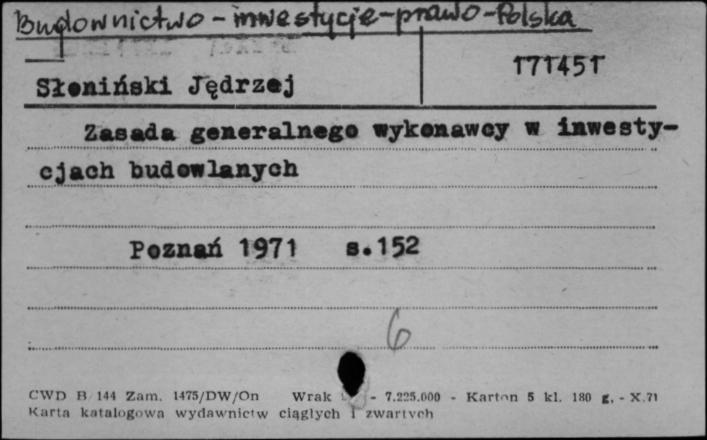 Budownictwo - inwestycje - prawo - Polska
171451
Słoniński Jędrzej
Zasada generalnego wykonawcy w inwesty-
cjach budowlanych
Poznań 1971 s.152
6
CWD B 144 Zam. 1475/DW/On Wrak - 7.225.000 - Karton 5 kl. 180 g. - X.71
Karta katalogowa wydawnictw ciągłych i zwartych